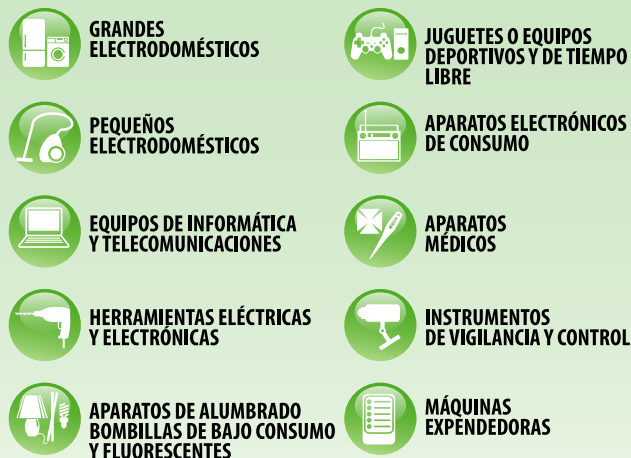 GRANDES
ELECTRODOMÉSTICOS
JUGUETES O EQUIPOS
DEPORTIVOS Y DE TIEMPO
LIBRE
PEQUEÑOS
ELECTRODOMÉSTICOS
APARATOS ELECTRÓNICOS
DE CONSUMO
EQUIPOS DE INFORMÁTICA
Y TELECOMUNICACIONES
APARATOS
MÉDICOS
HERRAMIENTAS ELÉCTRICAS
Y ELECTRÓNICAS
INSTRUMENTOS
DE VIGILANCIA Y CONTROL
APARATOS DE ALUMBRADO
BOMBILLAS DE BAJO CONSUMO
Y FLUORESCENTES
MÁQUINAS
EXPENDEDORAS